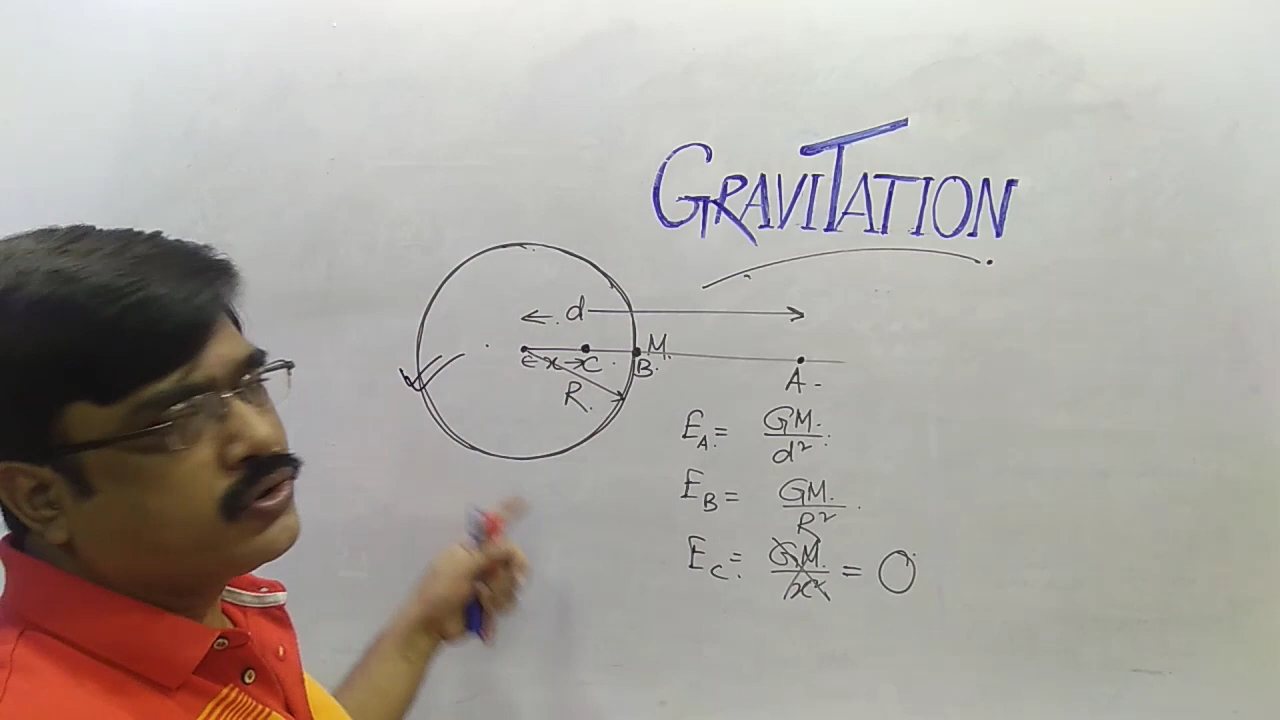 GRAVITATION
d
M.
x C. B.
R.
A
E_A = GM/d²
E_B = GM/R²
E_C = GM/x² = 0